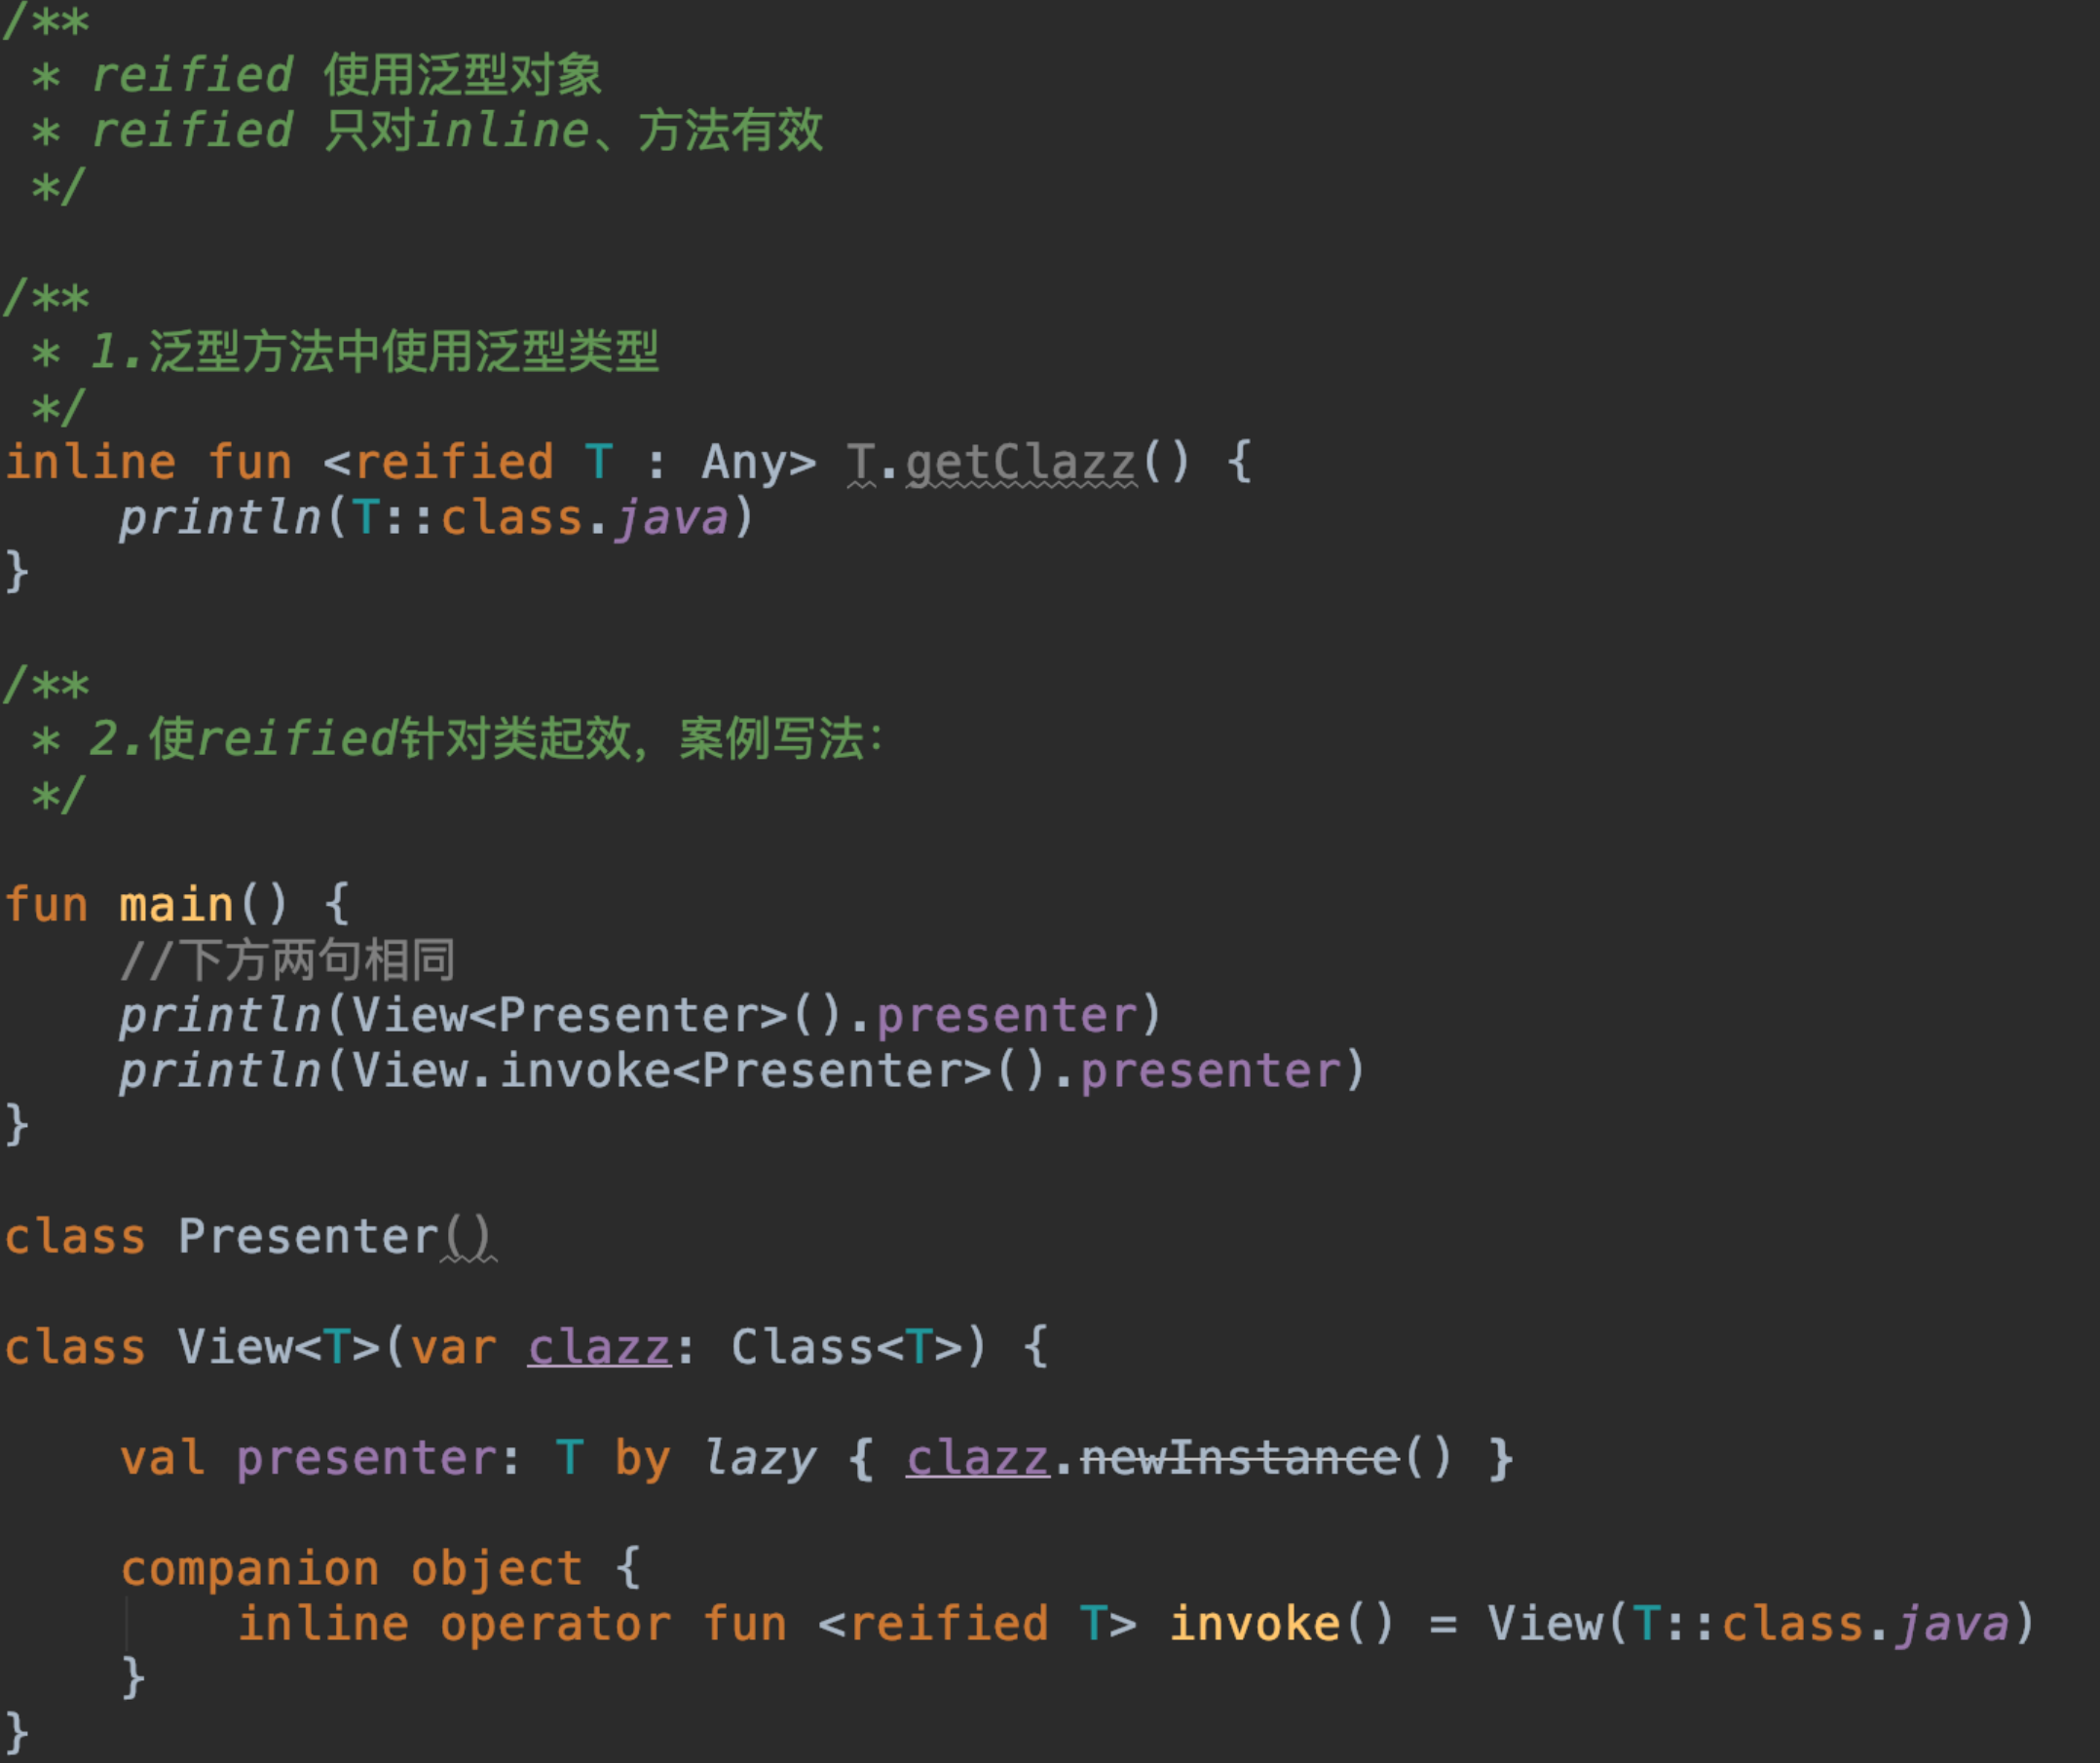 /**
 * reified 使用泛型对象
 * reified 只对inline、方法有效
 */
/**
 * 1.泛型方法中使用泛型类型
 */
inline fun <reified T : Any> T.getClazz() {
    println(T::class.java)
}
/**
 * 2.使reified针对类起效，案例写法：
 */
fun main() {
    //下方两句相同
    println(View<Presenter>().presenter)
    println(View.invoke<Presenter>().presenter)
}
class Presenter()
class View<T>(var clazz: Class<T>) {
    val presenter: T by lazy { clazz.newInstance() }
    companion object {
        inline operator fun <reified T> invoke() = View(T::class.java)
    }
}